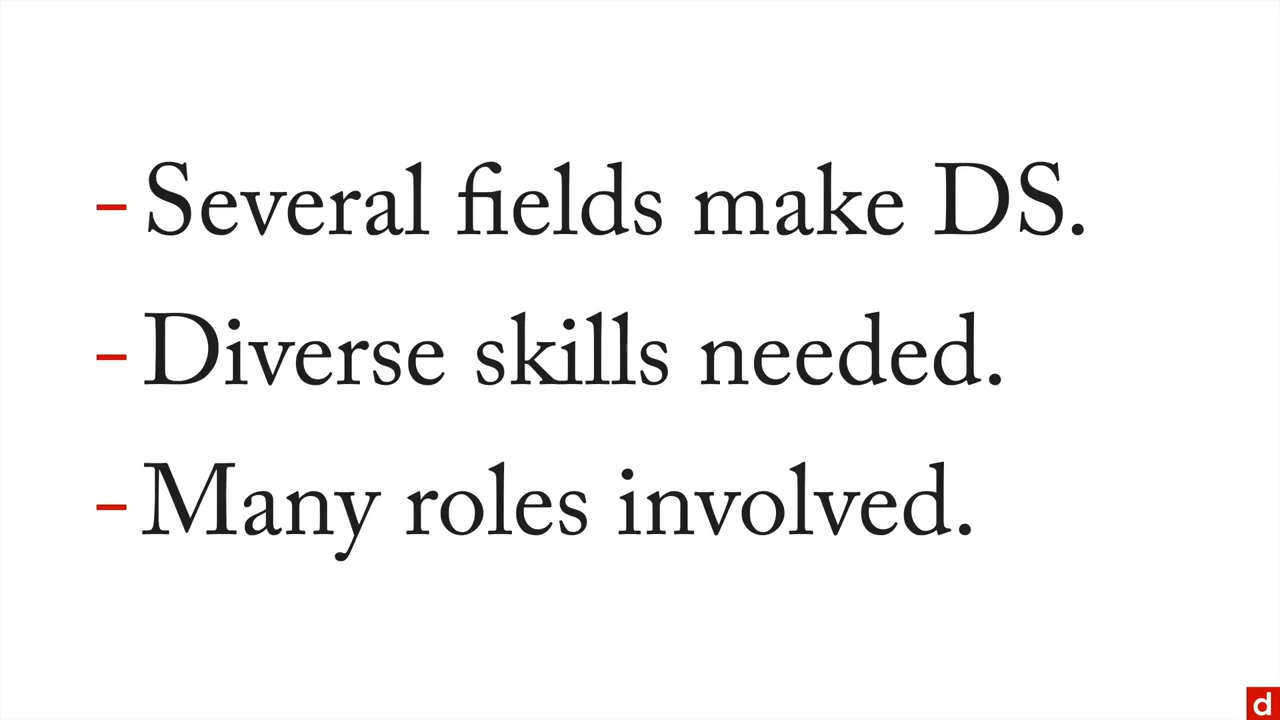 - Several fields make DS.
- Diverse skills needed.
- Many roles involved.
d